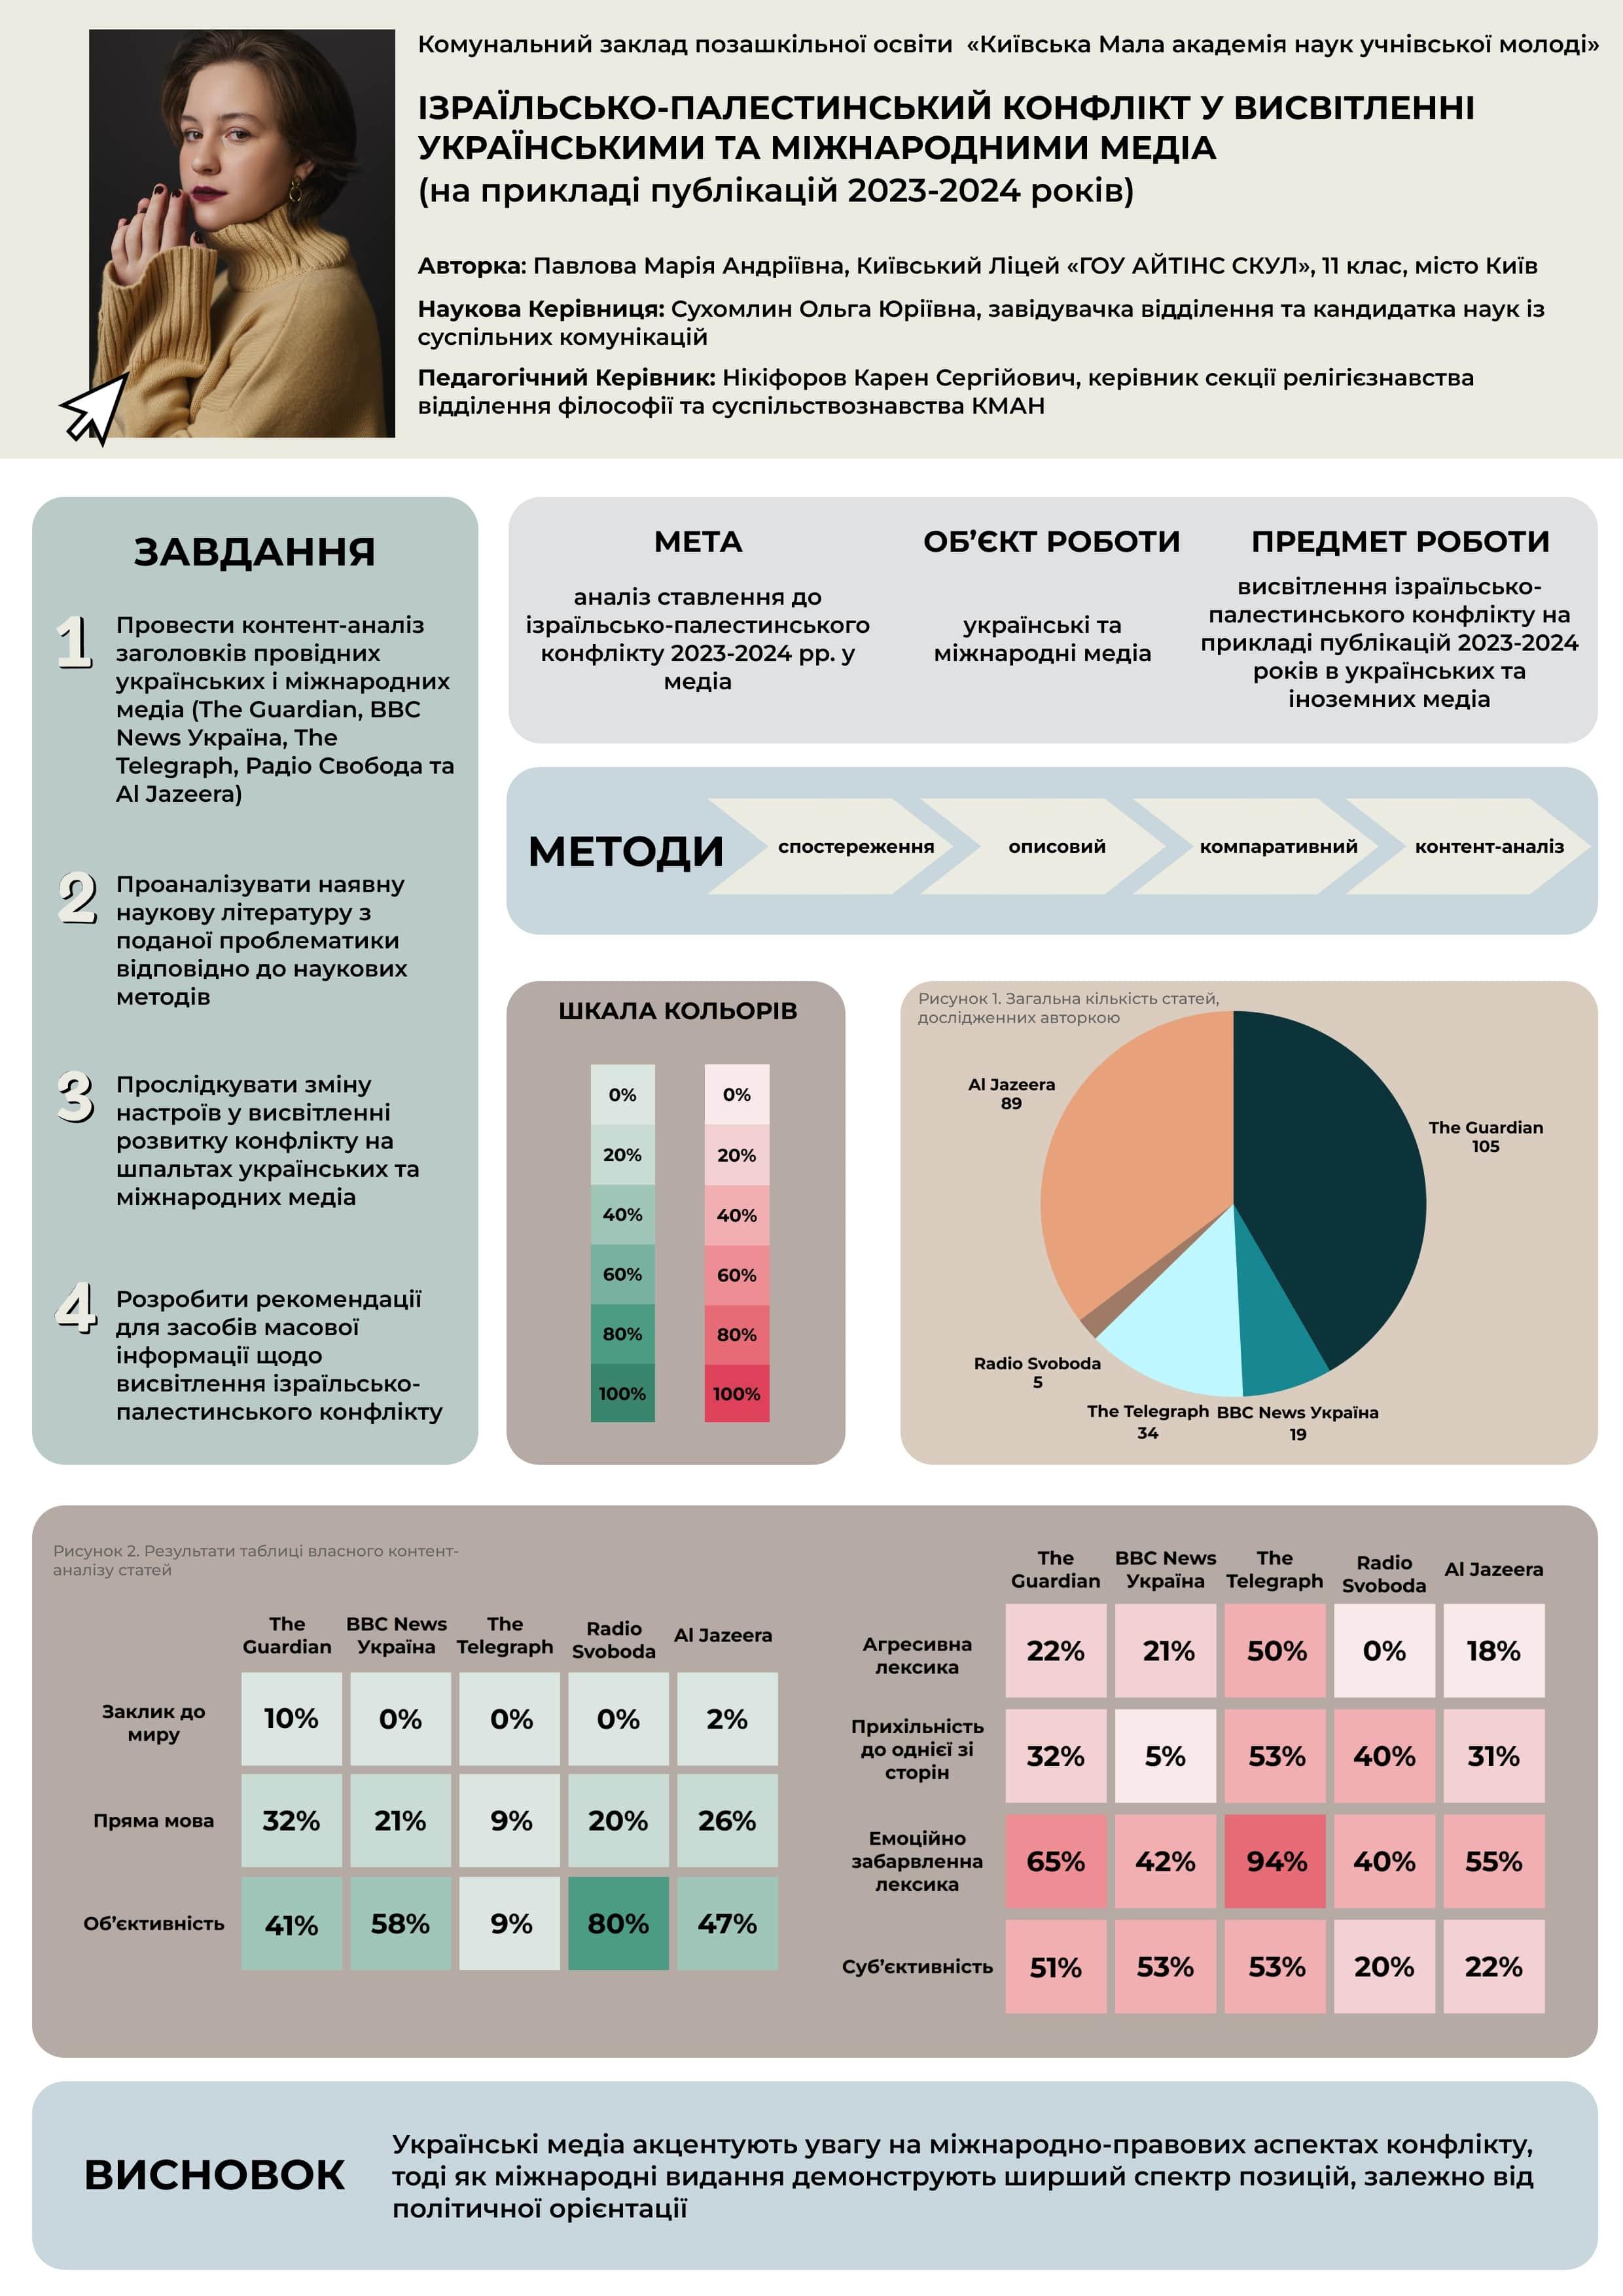 Комунальний заклад позашкільної освіти «Київська Мала академія наук учнівської молоді»
ІЗРАЇЛЬСЬКО-ПАЛЕСТИНСЬКИЙ КОНФЛІКТ У ВИСВІТЛЕННІ
УКРАЇНСЬКИМИ ТА МІЖНАРОДНИМИ МЕДІА
(на прикладі публікацій 2023-2024 років)
Авторка: Павлова Марія Андріївна, Київський Ліцей «ГОУ АЙТІНС СКУЛ», 11 клас, місто Київ
Наукова Керівниця: Сухомлин Ольга Юріївна, завідувачка відділення та кандидатка наук із
суспільних комунікацій
Педагогічний Керівник: Нікіфоров Карен Сергійович, керівник секції релігієзнавства
відділення філософії та суспільствознавства КМАН
ЗАВДАННЯ
1
Провести контент-аналіз
заголовків провідних
українських і міжнародних
медіа (The Guardian, BBC
News Україна, The
Telegraph, Радіо Свобода та
Al Jazeera)
2
Проаналізувати наявну
наукову літературу з
поданої проблематики
відповідно до наукових
методів
3
Прослідкувати зміну
настроїв у висвітленні
розвитку конфлікту на
шпальтах українських та
міжнародних медіа
4
Розробити рекомендації
для засобів масової
інформації щодо
висвітлення ізраїльсько-
палестинського конфлікту
МЕТА
аналіз ставлення до
ізраїльсько-палестинського
конфлікту 2023-2024 рр. у
медіа
ОБ’ЄКТ РОБОТИ
українські та
міжнародні медіа
ПРЕДМЕТ РОБОТИ
висвітлення ізраїльсько-
палестинського конфлікту на
прикладі публікацій 2023-2024
років в українських та
іноземних медіа
МЕТОДИ
спостереження
описовий
компаративний
контент-аналіз
ШКАЛА КОЛЬОРІВ
0% 0%
20% 20%
40% 40%
60% 60%
80% 80%
100% 100%
Рисунок 1. Загальна кількість статей,
дослідженних авторкою
Al Jazeera
89
The Guardian
105
Radio Svoboda
5
The Telegraph
34
BBC News Україна
19
Рисунок 2. Результати таблиці власного контент-
аналізу статей
The BBC News The Radio Al Jazeera
Guardian Україна Telegraph Svoboda
Заклик до
миру
10% 0% 0% 0% 2%
Пряма мова 32% 21% 9% 20% 26%
Об’єктивність 41% 58% 9% 80% 47%
The BBC News The Radio Al Jazeera
Guardian Україна Telegraph Svoboda
Агресивна
лексика
22% 21% 50% 0% 18%
Прихільність
до однієї зі
сторін
32% 5% 53% 40% 31%
Емоційно
забарвленна
лексика
65% 42% 94% 40% 55%
Суб’єктивність 51% 53% 53% 20% 22%
ВИСНОВОК
Українські медіа акцентують увагу на міжнародно-правових аспектах конфлікту,
тоді як міжнародні видання демонструють ширший спектр позицій, залежно від
політичної орієнтації